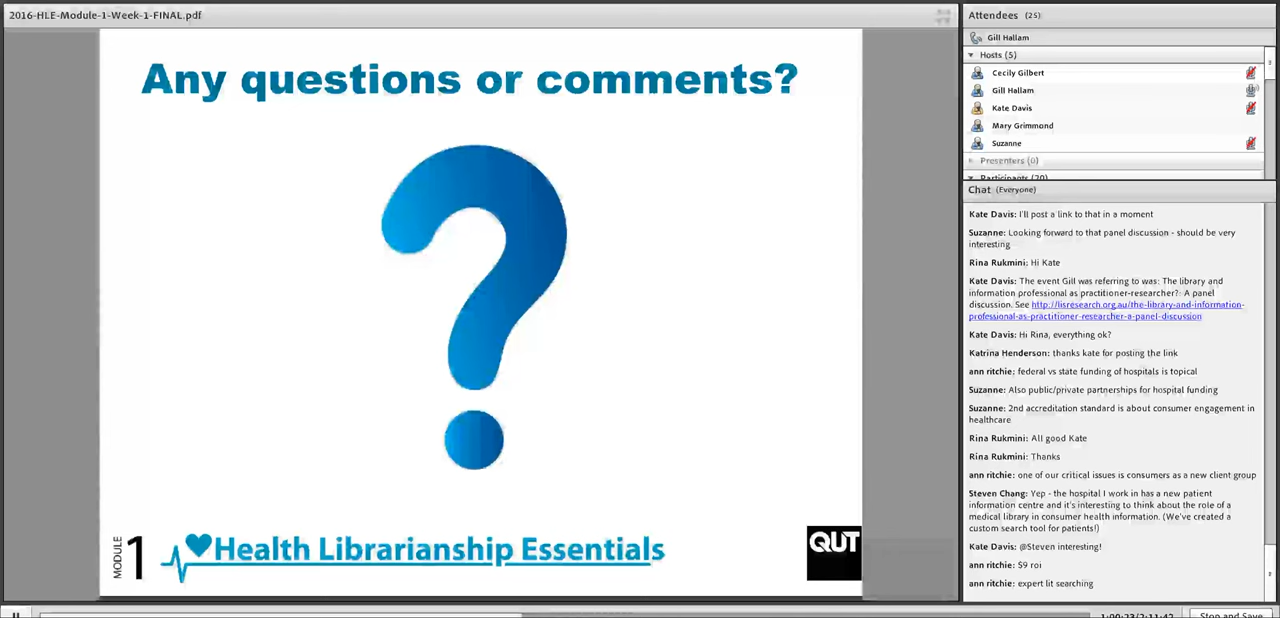 2016-HLE-Module-1-Week-1-FINAL.pdf
Any questions or comments?
?
MODULE 1
Health Librarianship Essentials
QUT
Attendees (25)
Gill Hallam
Hosts (5)
Cecily Gilbert
Gill Hallam
Kate Davis
Mary Grimmond
Suzanne
Presenters (0)
Participants (20)
Chat (Everyone)
Kate Davis: I'll post a link to that in a moment
Suzanne: Looking forward to that panel discussion - should be very
interesting
Rina Rukmini: Hi Kate
Kate Davis: The event Gill was referring to was: The library and
information professional as practitioner-researcher?: A panel
discussion. See http://lisresearch.org.au/the-library-and-information-
professional-as-practitioner-researcher-a-panel-discussion
Kate Davis: Hi Rina, everything ok?
Katrina Henderson: thanks kate for posting the link
ann ritchie: federal vs state funding of hospitals is topical
Suzanne: Also public/private partnerships for hospital funding
Suzanne: 2nd accreditation standard is about consumer engagement in
healthcare
Rina Rukmini: All good Kate
Rina Rukmini: Thanks
ann ritchie: one of our critical issues is consumers as a new client group
Steven Chang: Yep - the hospital I work in has a new patient
information centre and it's interesting to think about the role of a
medical library in consumer health information. (We've created a
custom search tool for patients!)
Kate Davis: @Steven interesting!
ann ritchie: $9 roi
ann ritchie: expert lit searching
1:00:23/2:11:42
Stop and Save